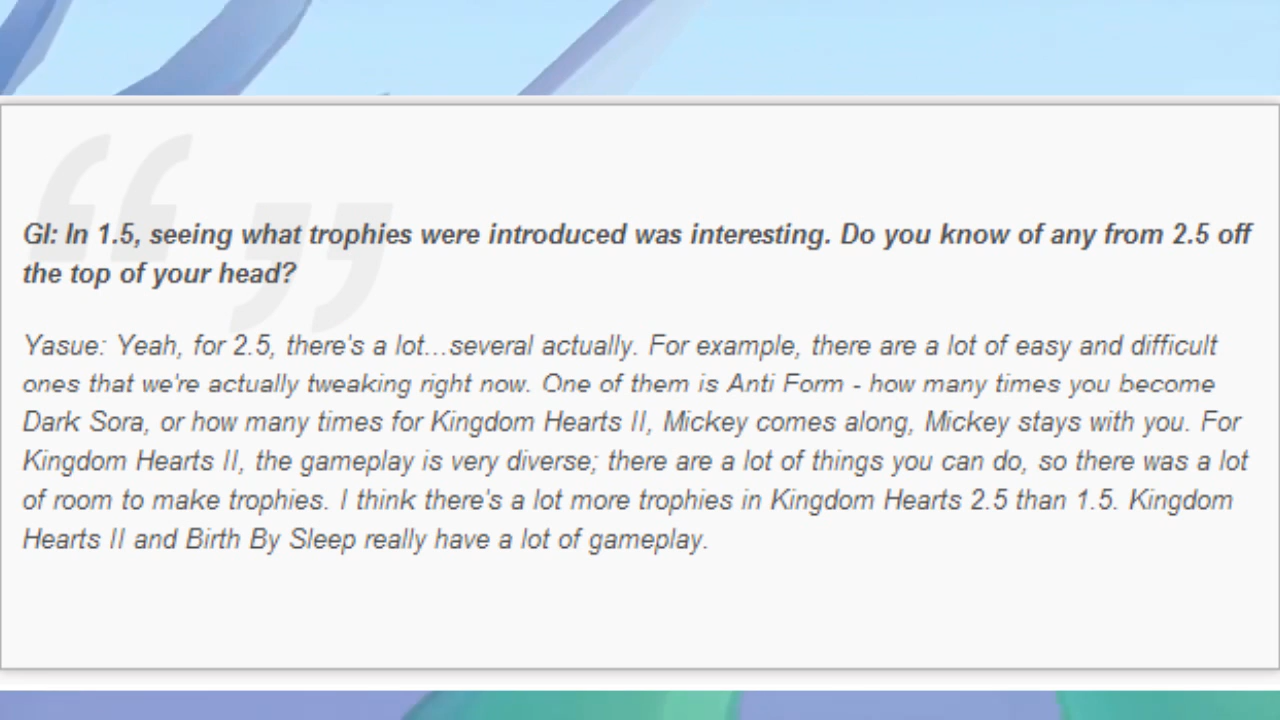 GI: In 1.5, seeing what trophies were introduced was interesting. Do you know of any from 2.5 off
the top of your head?
Yasue: Yeah, for 2.5, there's a lot...several actually. For example, there are a lot of easy and difficult
ones that we're actually tweaking right now. One of them is Anti Form - how many times you become
Dark Sora, or how many times for Kingdom Hearts II, Mickey comes along, Mickey stays with you. For
Kingdom Hearts II, the gameplay is very diverse; there are a lot of things you can do, so there was a lot
of room to make trophies. I think there's a lot more trophies in Kingdom Hearts 2.5 than 1.5. Kingdom
Hearts II and Birth By Sleep really have a lot of gameplay.